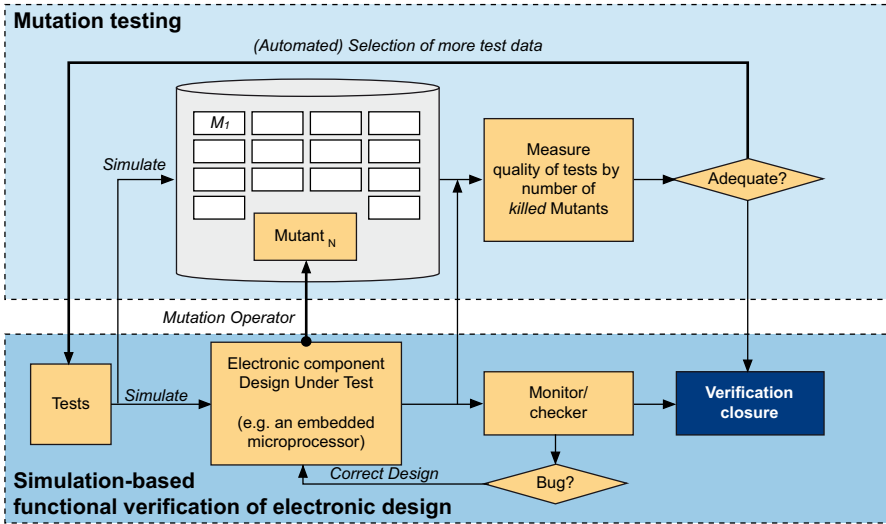 Mutation testing
(Automated) Selection of more test data
M1
Simulate
Measure
quality of tests by
number of
killed Mutants
Adequate?
Mutant N
Mutation Operator
Electronic component
Design Under Test
(e.g. an embedded
microprocessor)
Tests
Simulate
Monitor/
checker
Verification
closure
Correct Design
Bug?
Simulation-based
functional verification of electronic design